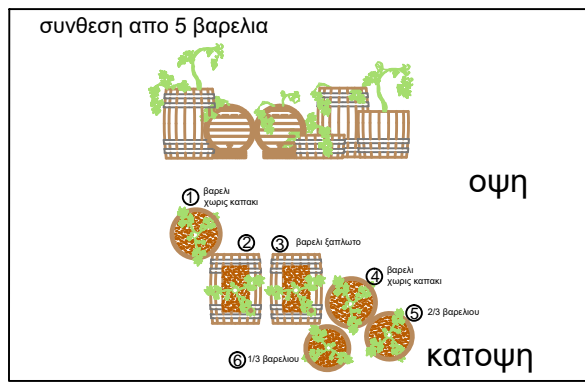 συνθεση απο 5 βαρελια
οψη
1 βαρελι
χωρις καπακι
2
3 βαρελι ξαπλωτο
4 βαρελι
χωρις καπακι
5 2/3 βαρελιου
6 1/3 βαρελιου
κατοψη